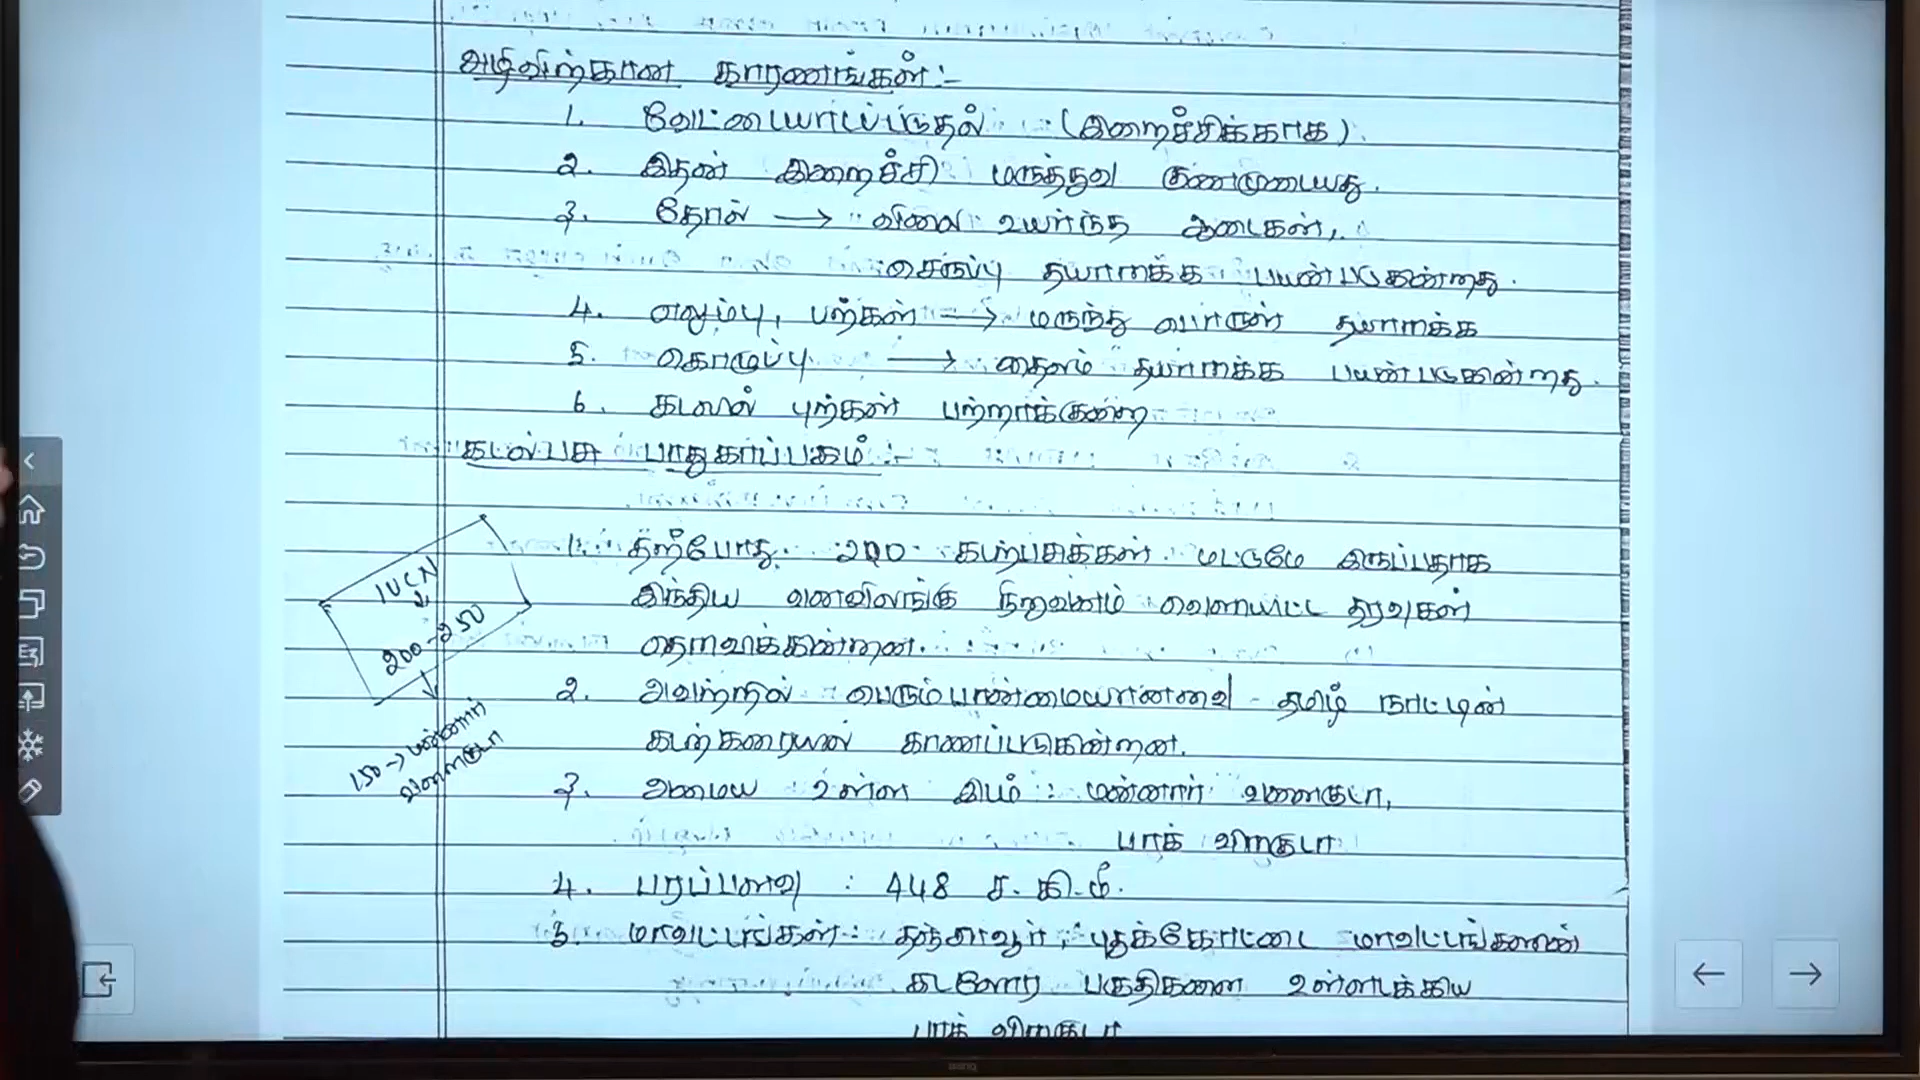 அழிவிற்கான காரணங்கள் :-
1. வேட்டையாடப்படுதல் (இறைச்சிக்காக).
2. இதன் இறைச்சி மருத்துவ குணமுடையது.
3. தோல் → விலை உயர்ந்த ஆடைகள்,
செருப்பு தயாரிக்க பயன்படுகின்றது.
4. எலும்பு, பற்கள் → மருந்து பொருள் தயாரிக்க
5. கொழுப்பு → தைலம் தயாரிக்க பயன்படுகின்றது.
6. கடலில் புற்கள் பற்றாக்குறை
கடல்பசு பாதுகாப்பகம் :-
1. தற்போது 200 கடற்பசுக்கள் மட்டுமே இருப்பதாக
இந்திய வனவிலங்கு நிறுவனம் வெளியிட்ட தரவுகள்
தெரிவிக்கின்றன.
IUCN
200-250
150 → மன்னார்
வளைகுடா
2. அவற்றில் பெரும்பான்மையானவை தமிழ் நாட்டின்
கடற்கரையில் காணப்படுகின்றன.
3. அமைய உள்ள இடம் : மன்னார் வளைகுடா,
பாக் விரிகுடா
4. பரப்பளவு : 448 ச. கி.மீ.
5. மாவட்டங்கள் : தஞ்சாவூர், புதுக்கோட்டை மாவட்டங்களின்
கடலோர பகுதிகளை உள்ளடக்கிய
பாக் விரிகுடா
BenQ